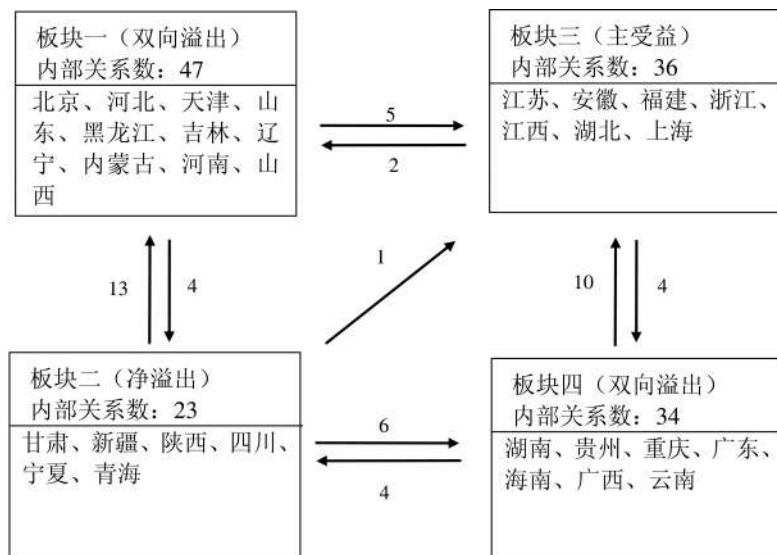 板块一（双向溢出）
内部关系数：47
北京、河北、天津、山
东、黑龙江、吉林、辽
宁、内蒙古、河南、山
西
5
2
板块三（主受益）
内部关系数：36
江苏、安徽、福建、浙江、
江西、湖北、上海
13
4
1
10
4
板块二（净溢出）
内部关系数：23
甘肃、新疆、陕西、四川、
宁夏、青海
6
4
板块四（双向溢出）
内部关系数：34
湖南、贵州、重庆、广东、
海南、广西、云南